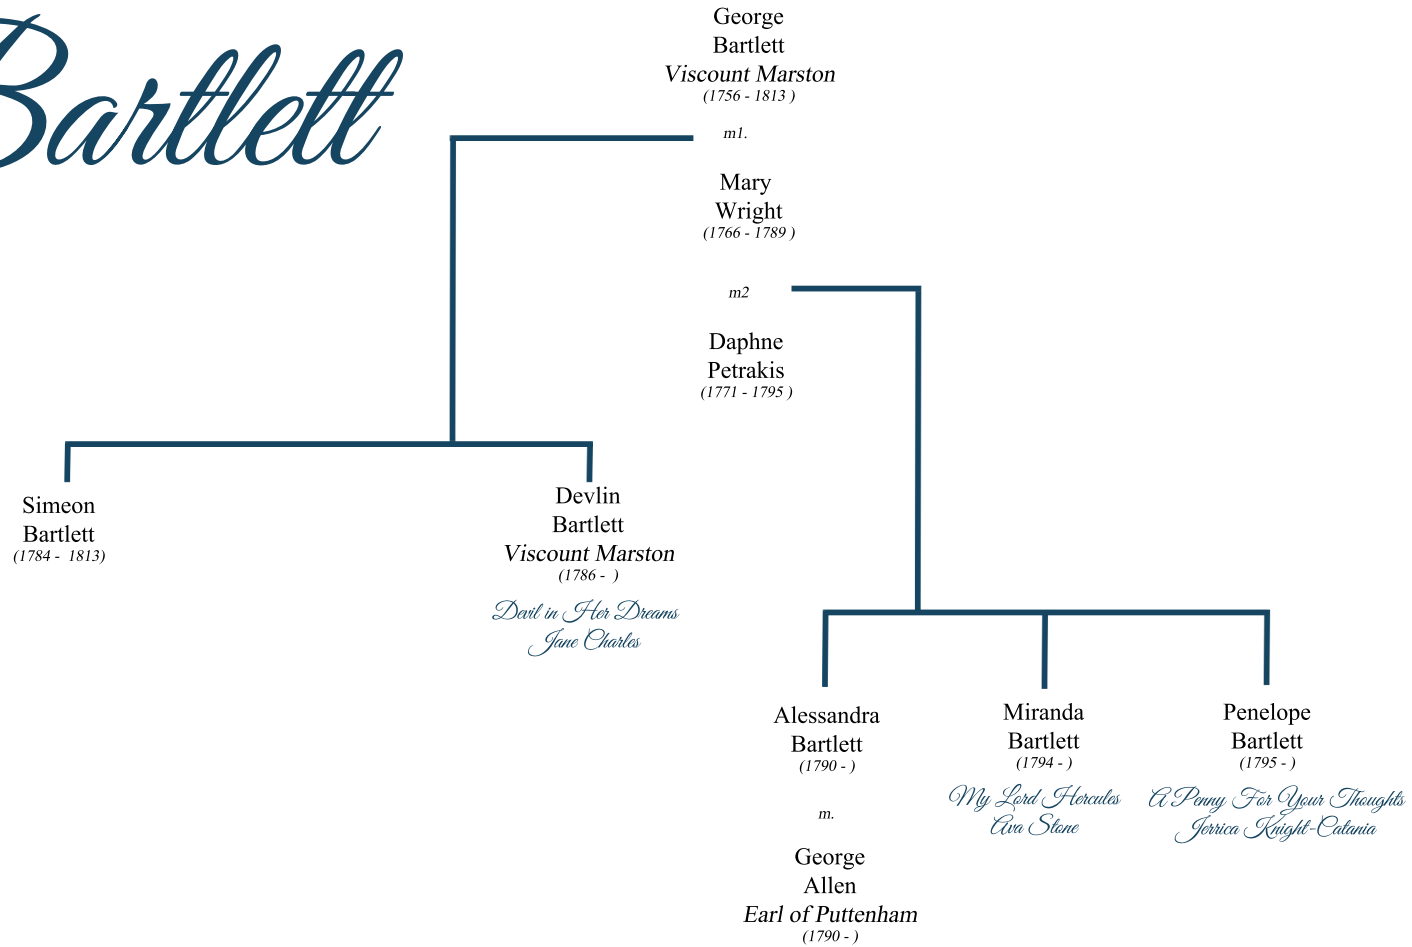 Bartlett
George
Bartlett
Viscount Marston
(1756 - 1813 )
m1.
Mary
Wright
(1766 - 1789 )
m2
Daphne
Petrakis
(1771 - 1795 )
Simeon
Bartlett
(1784 -  1813)
Devlin
Bartlett
Viscount Marston
(1786 -  )
Devil in Her Dreams
Jane Charles
Alessandra
Bartlett
(1790 - )
m.
George
Allen
Earl of Puttenham
(1790 - )
Miranda
Bartlett
(1794 - )
My Lord Hercules
Ava Stone
Penelope
Bartlett
(1795 - )
A Penny For Your Thoughts
Jerrica Knight-Catania